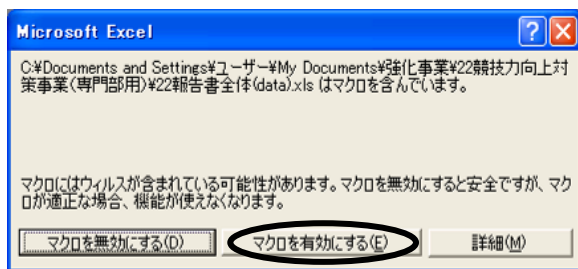 Microsoft Excel
C:¥Documents and Settings¥ユーザー¥My Documents¥強化事業¥22競技力向上対
策事業(専門部用)¥22報告書全体(data).xls はマクロを含んでいます。
マクロにはウィルスが含まれている可能性があります。マクロを無効にすると安全ですが、マク
ロが適正な場合、機能が使えなくなります。
マクロを無効にする(D)
マクロを有効にする(E)
詳細(M)